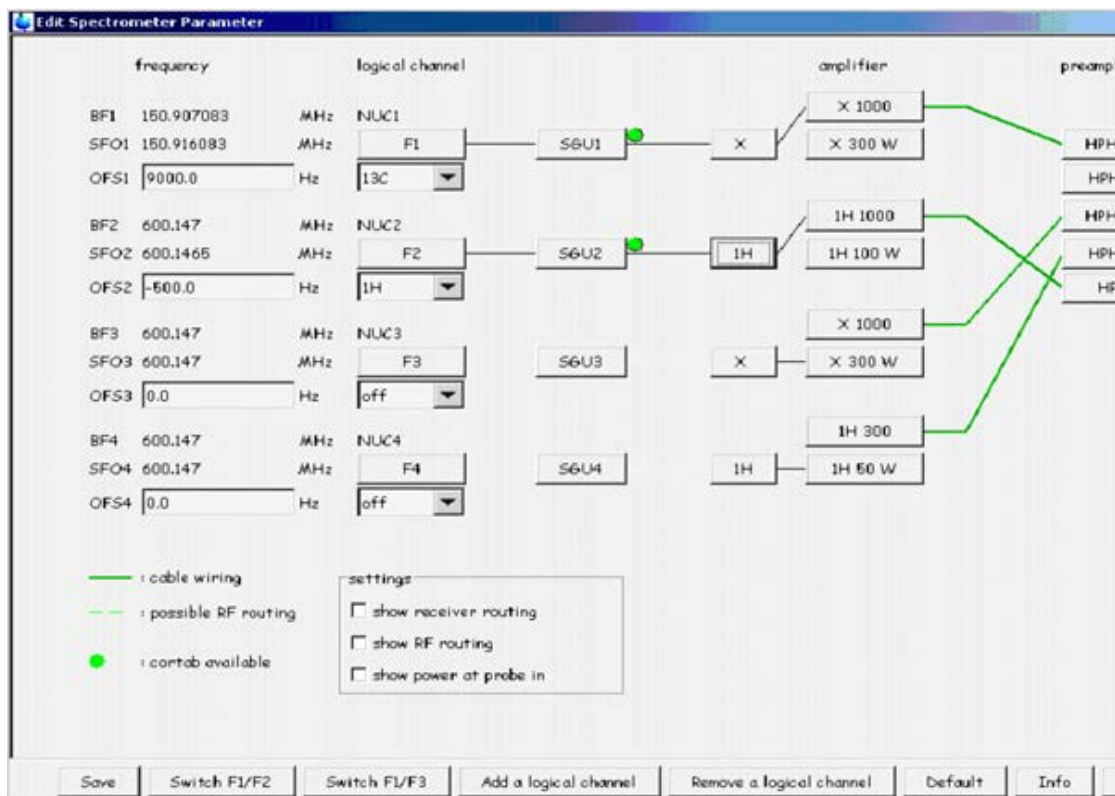 Edit Spectrometer Parameter
frequency logical channel amplifier preampl
BF1 150.907083 MHz NUC1 X 1000
SFO1 150.916083 MHz F1 SGU1 X X 300 W HPH
OFS1 9000.0 Hz 13C HPH
BF2 600.147 MHz NUC2 1H 1000 HPH
SFO2 600.1465 MHz F2 SGU2 1H 1H 100 W HPH
OFS2 -500.0 Hz 1H HP
BF3 600.147 MHz NUC3 X 1000
SFO3 600.147 MHz F3 SGU3 X X 300 W
OFS3 0.0 Hz off
BF4 600.147 MHz NUC4 1H 300
SFO4 600.147 MHz F4 SGU4 1H 1H 50 W
OFS4 0.0 Hz off
: cable wiring settings
: possible RF routing show receiver routing
show RF routing
: cortab available show power at probe in
Save Switch F1/F2 Switch F1/F3 Add a logical channel Remove a logical channel Default Info